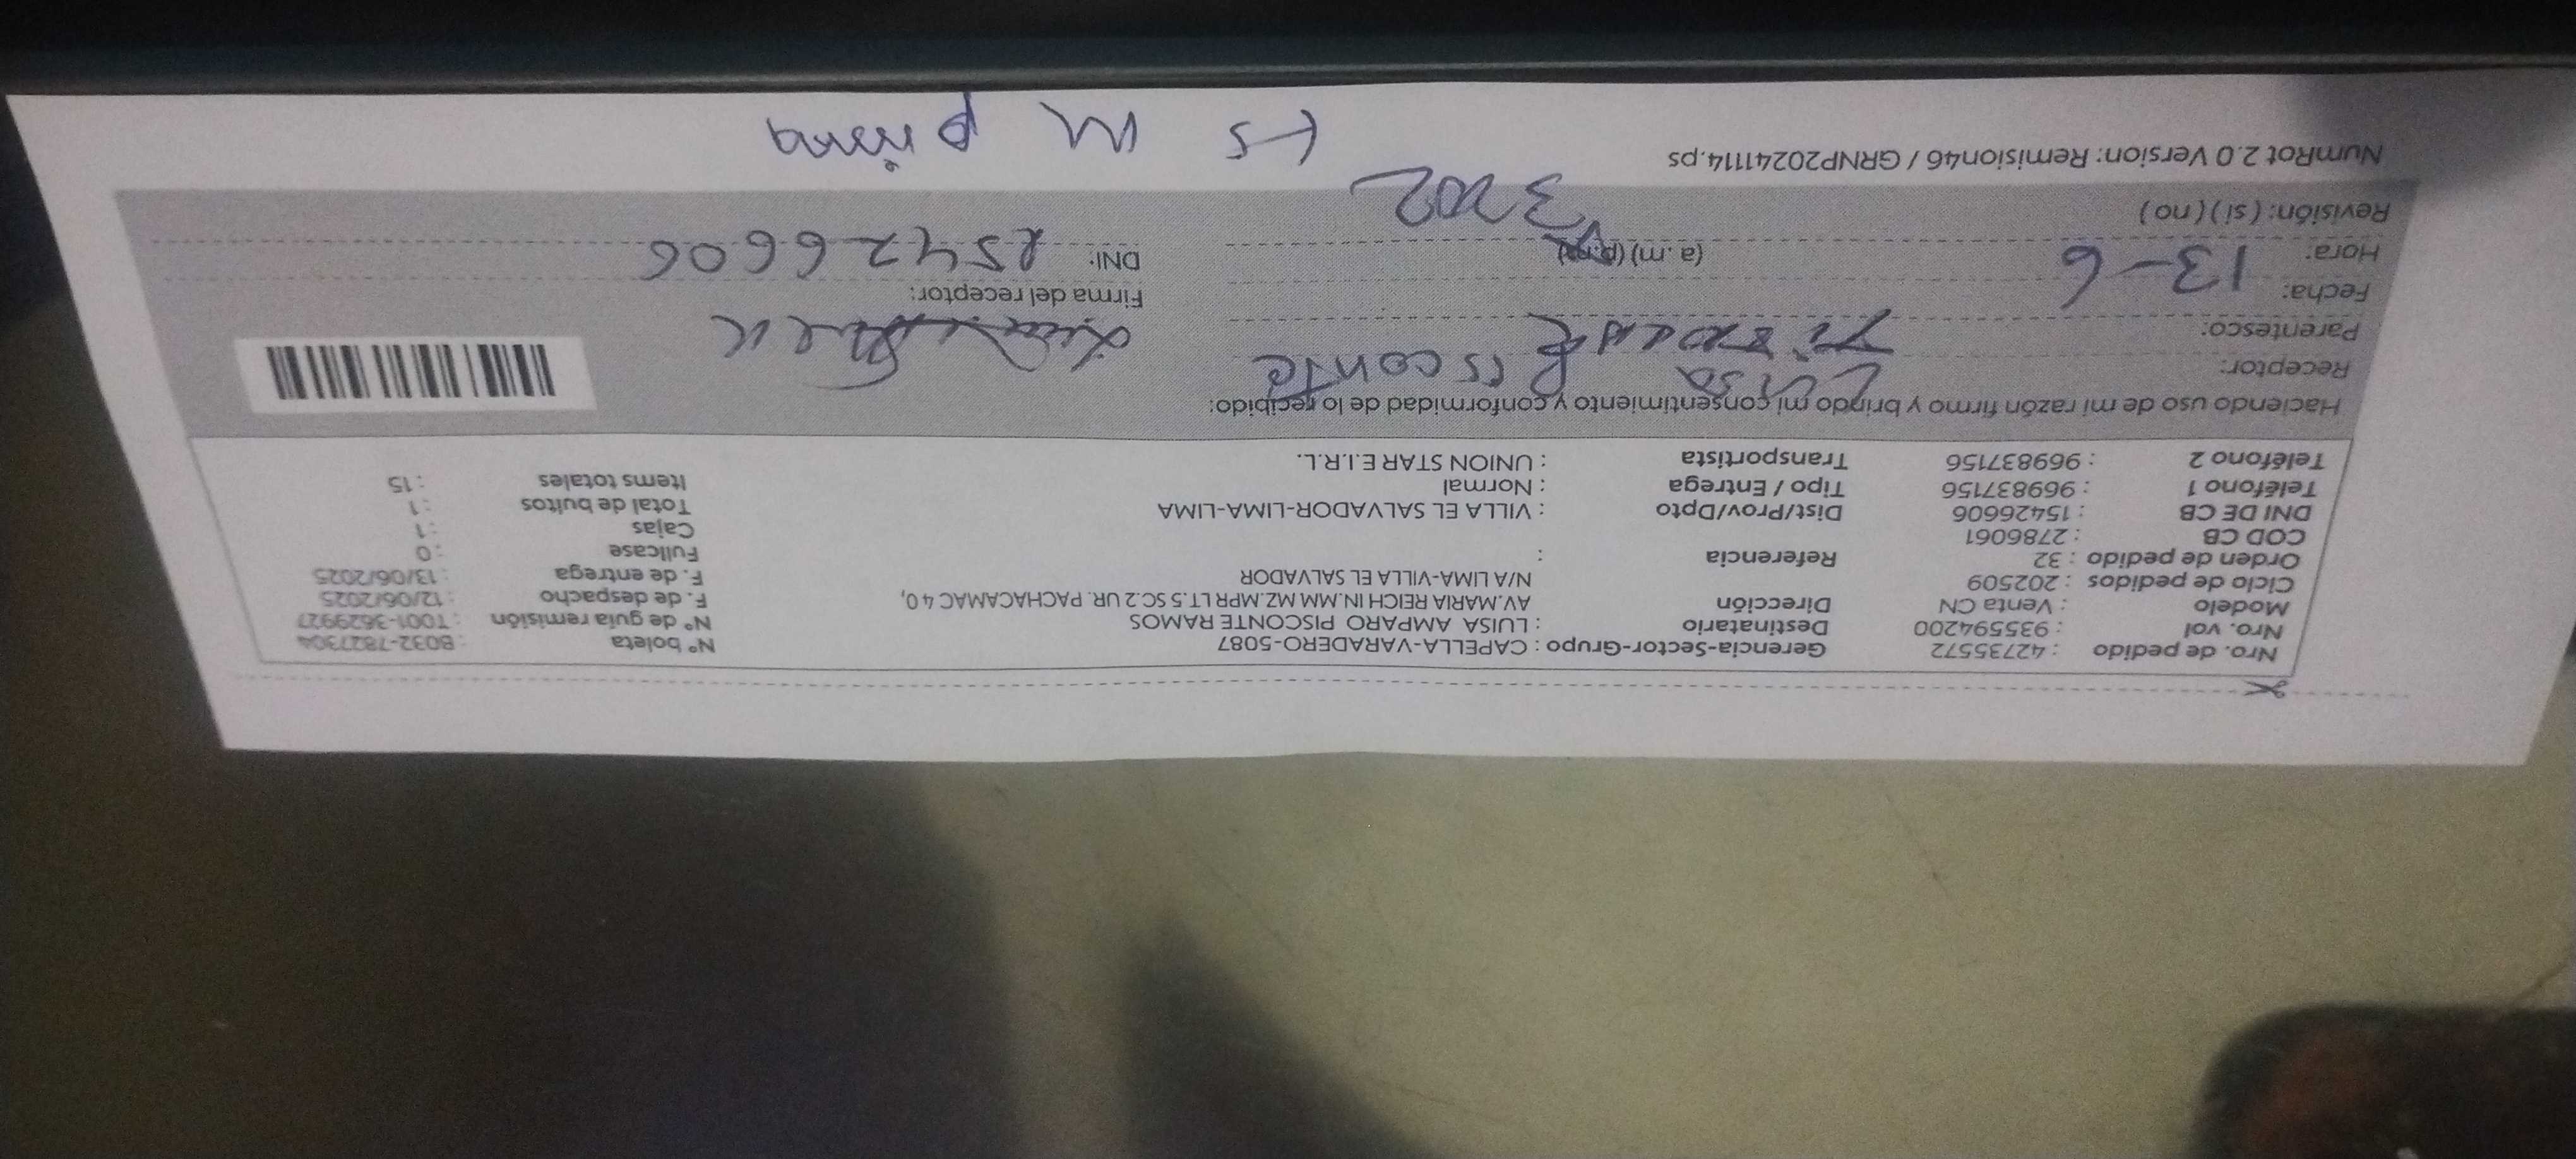 Nro. de pedido : 42735572 Gerencia-Sector-Grupo : CAPELLA-VARADERO-5087 N° boleta : B032-7827304
Nro. vol : 935594200 Destinatario : LUISA AMPARO PISCONTE RAMOS N° de guía remisión : T001-3629927
Modelo : Venta CN Dirección AV.MARIA REICH IN.MM MZ.MPR LT.5 SC.2 UR. PACHACAMAC 4 0, F. de despacho : 12/06/2025
Ciclo de pedidos : 202509 N/A LIMA-VILLA EL SALVADOR F. de entrega : 13/06/2025
Orden de pedido : 32 Referencia : Fullcase : 0
COD CB : 2786061 Cajas : 1
DNI DE CB : 15426606 Dist/Prov/Dpto : VILLA EL SALVADOR-LIMA-LIMA Total de bultos : 1
Teléfono 1 : 969837156 Tipo / Entrega : Normal Items totales : 15
Teléfono 2 : 969837156 Transportista : UNION STAR E.I.R.L.
Haciendo uso de mi razón firmo y brindo mi consentimiento y conformidad de lo recibido:
Receptor: Luisa Pisconte
Parentesco:
Fecha: 13-6 Firma del receptor:
Hora: (a.m) (p.m) DNI: 15426606
Revisión: (si) (no)
NumRot 2.0 Version: Remision46 / GRNP20241114.ps